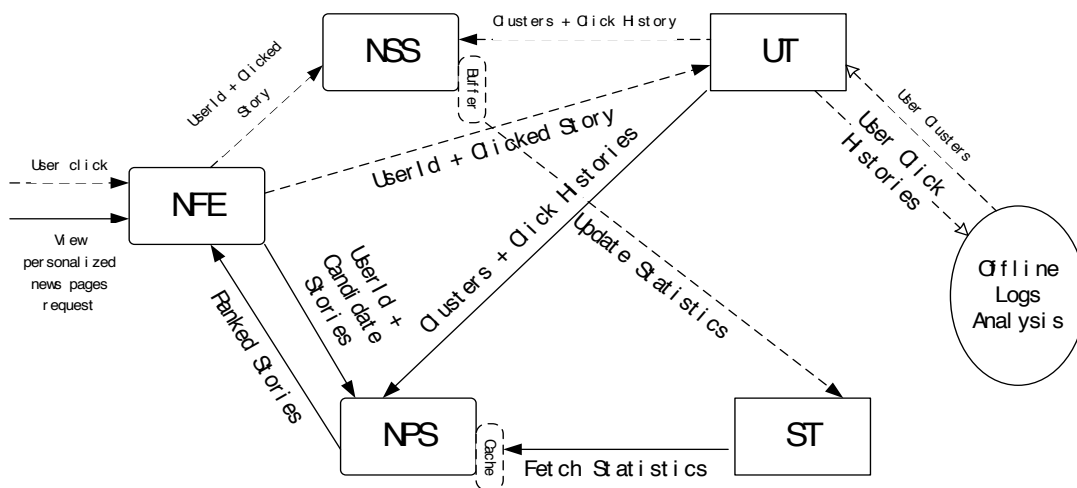 NSS
Buffer
Clusters + Click History
UT
UserId + Clicked
Story
User click
NFE
View
personalized
news pages
request
UserId + Clicked Story
User Clusters
User Click
Histories
Offline
Logs
Analysis
Clusters + Click Histories
Update Statistics
UserId +
Candidate
Stories
Ranked Stories
NPS
Cache
Fetch Statistics
ST